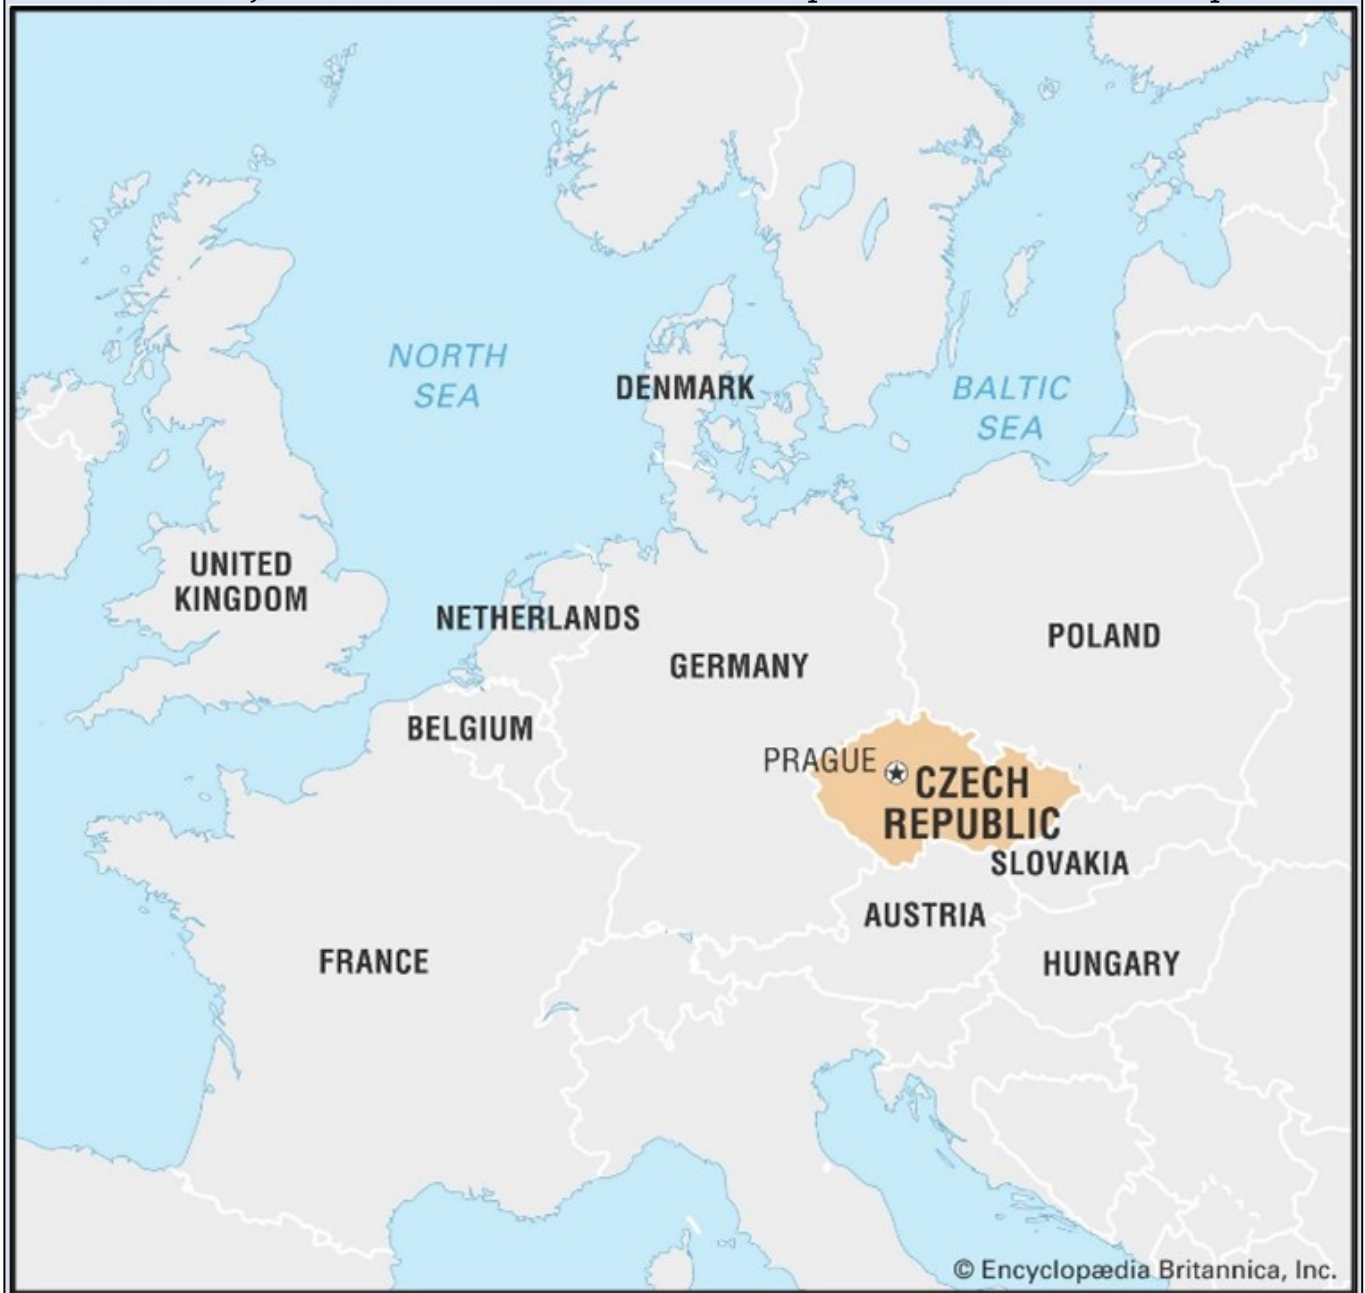 NORTH
SEA
DENMARK
BALTIC
SEA
UNITED
KINGDOM
NETHERLANDS
GERMANY
POLAND
BELGIUM
PRAGUE
CZECH
REPUBLIC
SLOVAKIA
AUSTRIA
FRANCE
HUNGARY
© Encyclopædia Britannica, Inc.